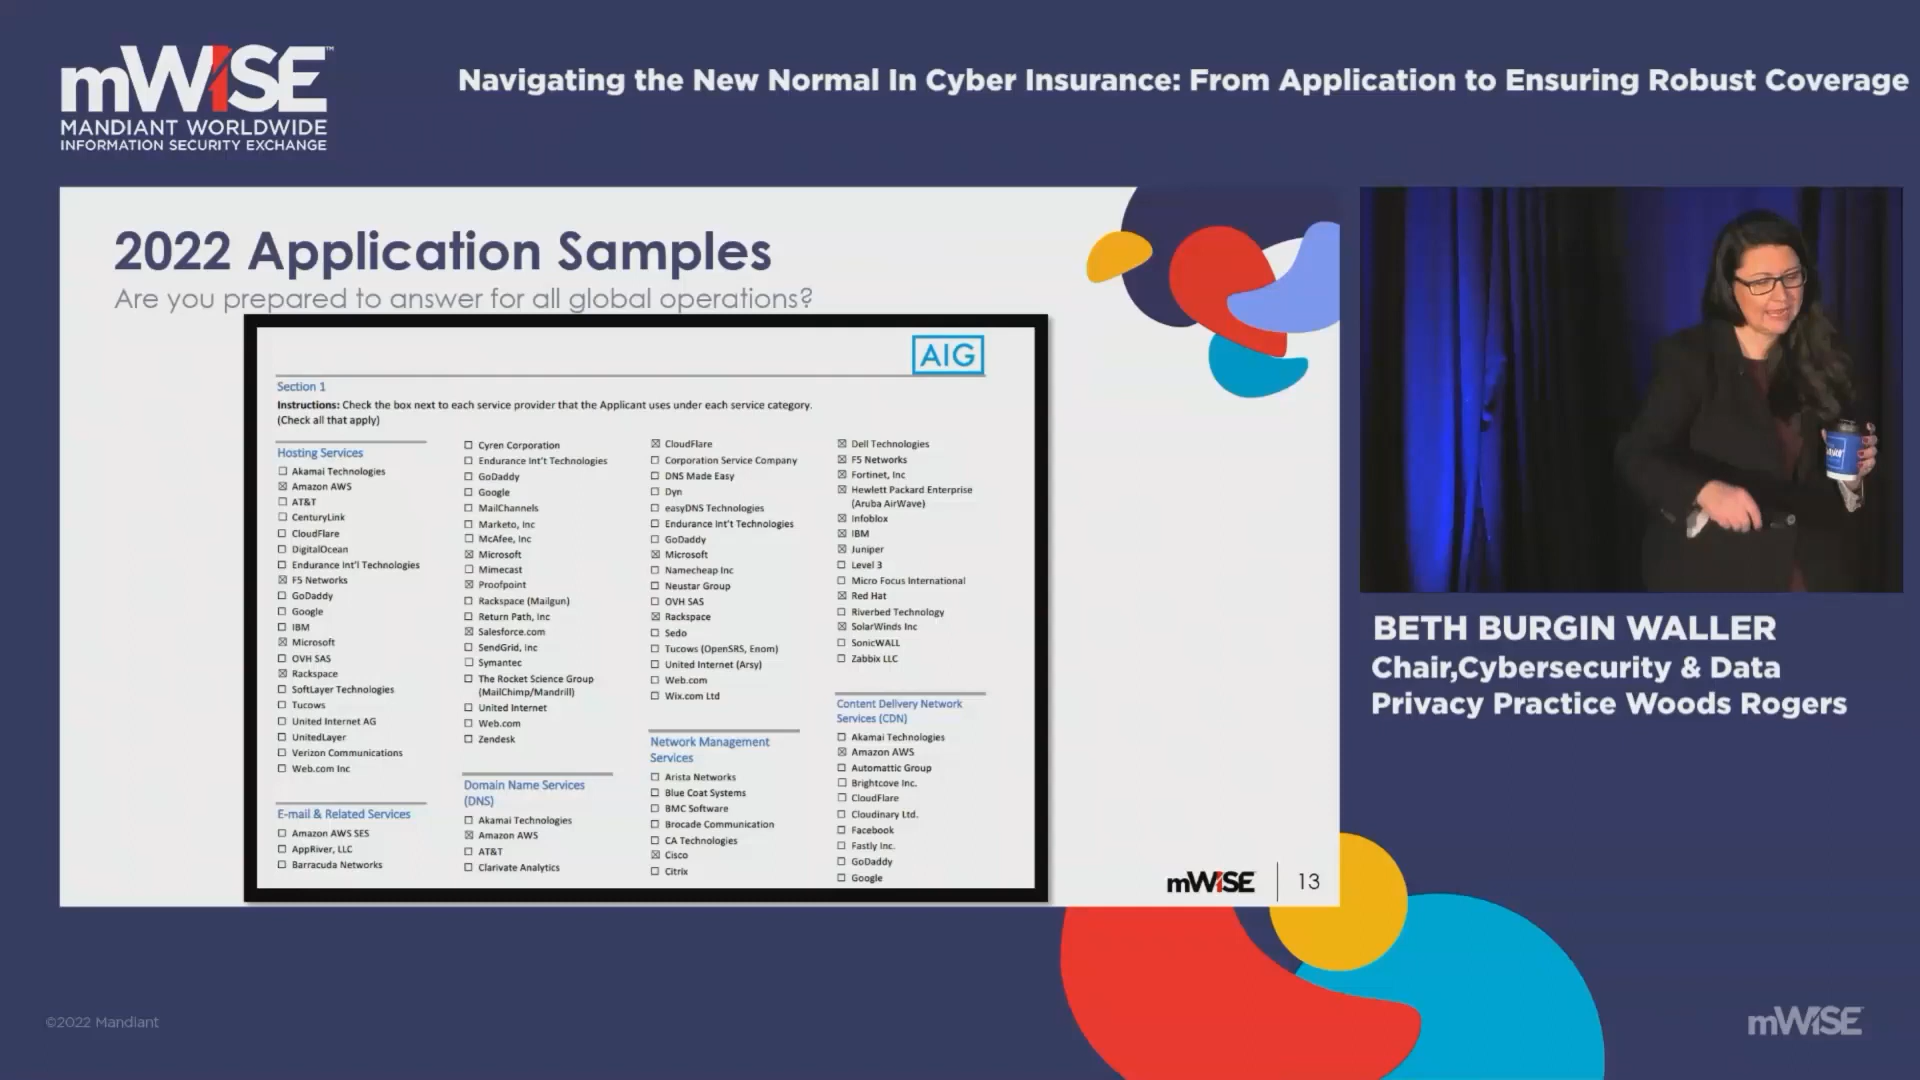 mWISE™
MANDIANT WORLDWIDE
INFORMATION SECURITY EXCHANGE
Navigating the New Normal In Cyber Insurance: From Application to Ensuring Robust Coverage
2022 Application Samples
Are you prepared to answer for all global operations?
AIG
Section 1
Instructions: Check the box next to each service provider that the Applicant uses under each service category.
(Check all that apply)
Hosting Services
☐ Akamai Technologies
☒ Amazon AWS
☐ AT&T
☐ CenturyLink
☐ CloudFlare
☐ DigitalOcean
☐ Endurance Int'l Technologies
☒ F5 Networks
☐ GoDaddy
☐ Google
☐ IBM
☒ Microsoft
☐ OVH SAS
☒ Rackspace
☐ SoftLayer Technologies
☐ Tucows
☐ United Internet AG
☐ UnitedLayer
☐ Verizon Communications
☐ Web.com Inc
E-mail & Related Services
☐ Amazon AWS SES
☐ AppRiver, LLC
☐ Barracuda Networks
☐ Cyren Corporation
☐ Endurance Int't Technologies
☐ GoDaddy
☐ Google
☐ MailChannels
☐ Marketo, Inc
☐ McAfee, Inc
☒ Microsoft
☐ Mimecast
☒ Proofpoint
☐ Rackspace (Mailgun)
☐ Return Path, Inc
☒ Salesforce.com
☐ SendGrid, Inc
☐ Symantec
☐ The Rocket Science Group
(MailChimp/Mandrill)
☐ United Internet
☐ Web.com
☐ Zendesk
Domain Name Services
(DNS)
☐ Akamai Technologies
☒ Amazon AWS
☐ AT&T
☐ Clarivate Analytics
☒ CloudFlare
☐ Corporation Service Company
☐ DNS Made Easy
☐ Dyn
☐ easyDNS Technologies
☐ Endurance Int't Technologies
☐ GoDaddy
☒ Microsoft
☐ Namecheap Inc
☐ Neustar Group
☐ OVH SAS
☒ Rackspace
☐ Sedo
☐ Tucows (OpenSRS, Enom)
☐ United Internet (Arsy)
☐ Web.com
☐ Wix.com Ltd
Network Management
Services
☐ Arista Networks
☐ Blue Coat Systems
☐ BMC Software
☐ Brocade Communication
☐ CA Technologies
☒ Cisco
☐ Citrix
☒ Dell Technologies
☒ F5 Networks
☒ Fortinet, Inc
☒ Hewlett Packard Enterprise
(Aruba AirWave)
☒ Infoblox
☒ IBM
☒ Juniper
☐ Level 3
☐ Micro Focus International
☒ Red Hat
☐ Riverbed Technology
☒ SolarWinds Inc
☐ SonicWALL
☐ Zabbix LLC
Content Delivery Network
Services (CDN)
☐ Akamai Technologies
☒ Amazon AWS
☐ Automattic Group
☐ Brightcove Inc.
☐ CloudFlare
☐ Cloudinary Ltd.
☐ Facebook
☐ Fastly Inc.
☐ GoDaddy
☐ Google
mWISE
13
BETH BURGIN WALLER
Chair,Cybersecurity & Data
Privacy Practice Woods Rogers
©2022 Mandiant
mWISE